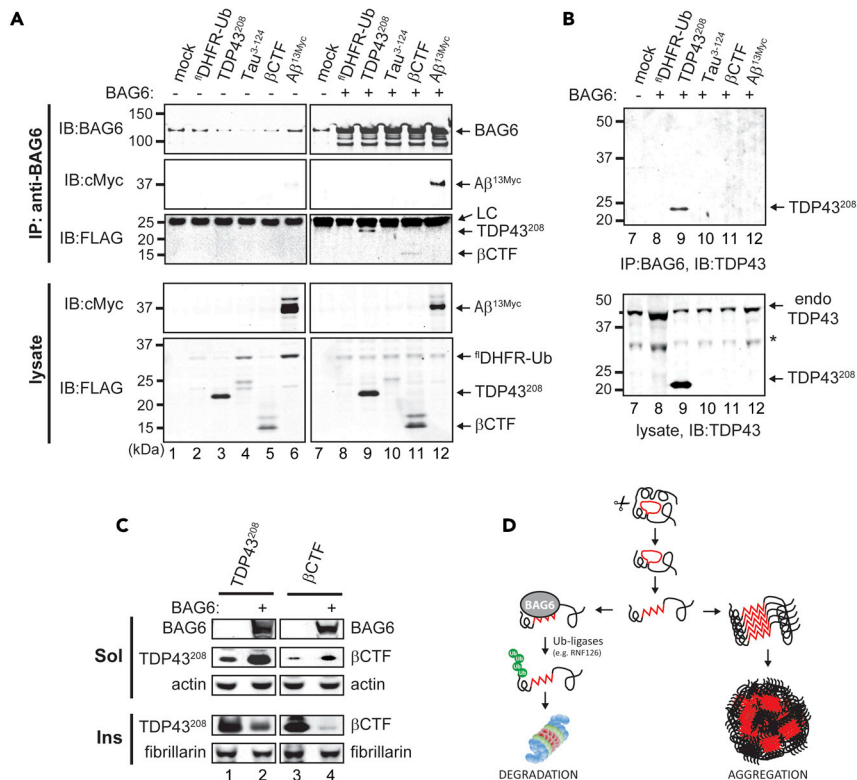 A
mock
flDHFR-Ub
TDP43208
Tau3-124
βCTF
Aβ13Myc
mock
flDHFR-Ub
TDP43208
Tau3-124
βCTF
Aβ13Myc
BAG6: - - - - - - - + + + + +
IP: anti-BAG6
IB:BAG6
150
100
BAG6
IB:cMyc
37
Aβ13Myc
LC
IB:FLAG
25
20
15
TDP43208
βCTF
lysate
IB:cMyc
37
Aβ13Myc
IB:FLAG
37
25
20
15
flDHFR-Ub
TDP43208
βCTF
(kDa) 1 2 3 4 5 6 7 8 9 10 11 12
B
mock
flDHFR-Ub
TDP43208
Tau3-124
βCTF
Aβ13Myc
BAG6: - + + + + +
50
37
25
20
TDP43208
7 8 9 10 11 12
IP:BAG6, IB:TDP43
50
37
25
20
endo
TDP43
*
TDP43208
7 8 9 10 11 12
lysate, IB:TDP43
C
TDP43208
βCTF
BAG6: + +
Sol
BAG6 BAG6
TDP43208 βCTF
actin actin
Ins
TDP43208 βCTF
fibrillarin fibrillarin
1 2 3 4
D
BAG6
Ub-ligases
(e.g. RNF126)
DEGRADATION
AGGREGATION